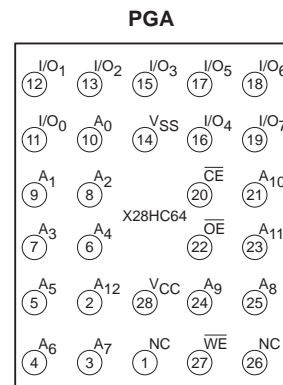 PGA
I/O1 I/O2 I/O3 I/O5 I/O6
12 13 15 17 18
I/O0 A0 VSS I/O4 I/O7
11 10 14 16 19
A1 A2 CE A10
9 8 20 21
X28HC64
A3 A4 OE A11
7 6 22 23
A5 A12 VCC A9 A8
5 2 28 24 25
A6 A7 NC WE NC
4 3 1 27 26